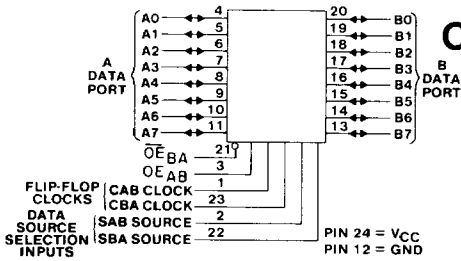 A0 4 20 B0
A1 5 19 B1
A2 6 18 B2
A3 7 17 B3
A4 8 16 B4
A5 9 15 B5
A6 10 14 B6
A7 11 13 B7
A
DATA
PORT
B
DATA
PORT
C
OE BA 21
OE AB 3
FLIP-FLOP
CLOCKS
CAB CLOCK 1
CBA CLOCK 23
DATA
SOURCE
SELECTION
INPUTS
SAB SOURCE 2
SBA SOURCE 22
PIN 24 = VCC
PIN 12 = GND